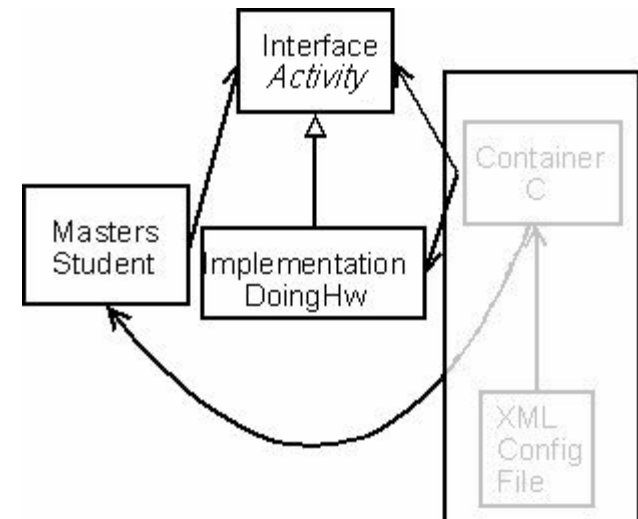 Interface
Activity
Container
C
Masters
Student
Implementation
DoingHw
XML
Config
File